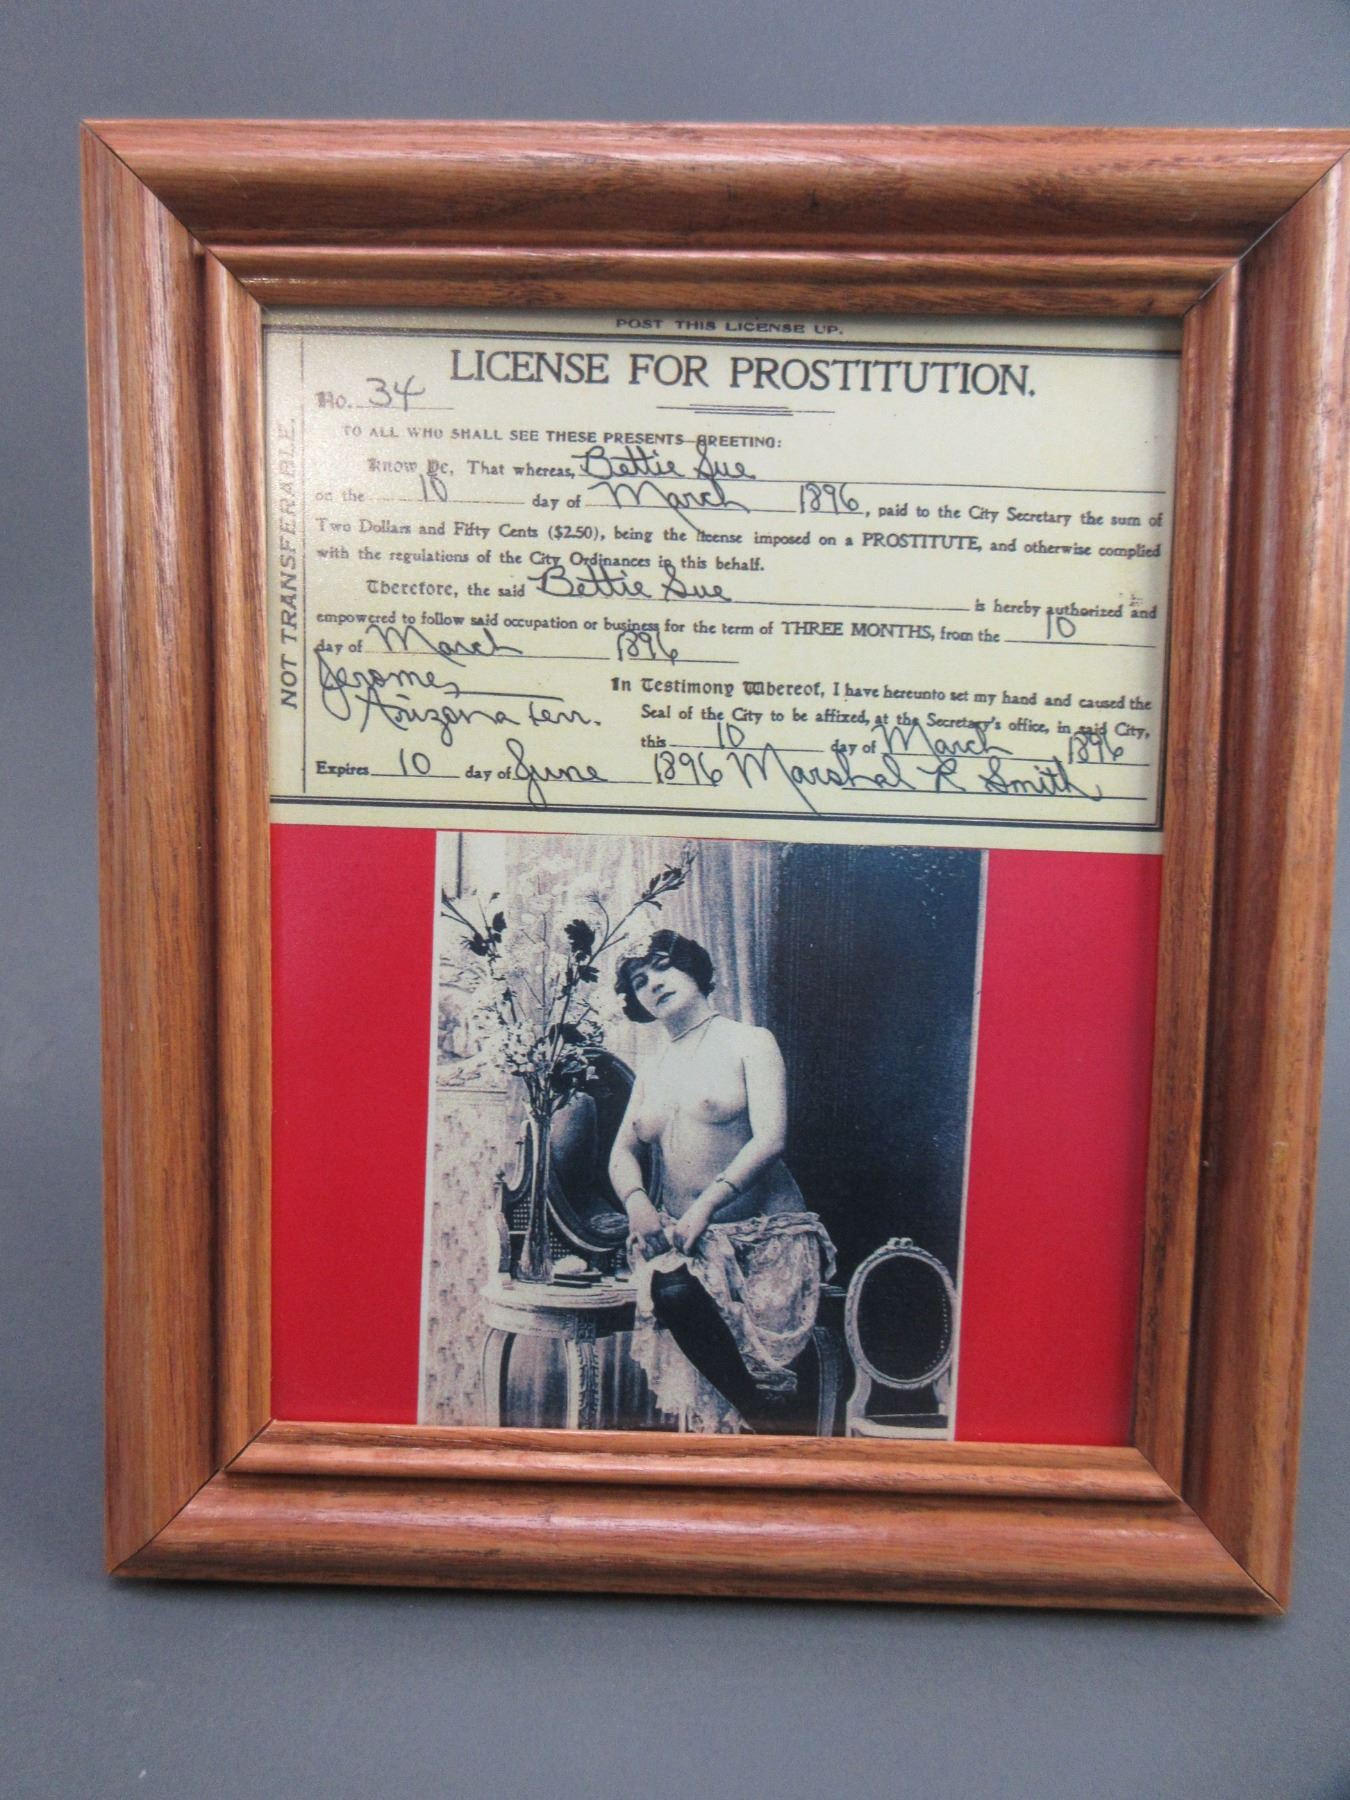 POST THIS LICENSE UP.
LICENSE FOR PROSTITUTION.
No. 34
TO ALL WHO SHALL SEE THESE PRESENTS—GREETING:
Know Ye, That whereas, Bettie Sue
on the 10 day of March 1896, paid to the City Secretary the sum of
Two Dollars and Fifty Cents ($2.50), being the license imposed on a PROSTITUTE, and otherwise complied
with the regulations of the City Ordinances in this behalf.
Therefore, the said Bettie Sue is hereby authorized and
empowered to follow said occupation or business for the term of THREE MONTHS, from the 10
day of March 1896
Jerome,
Arizona Terr.
In Testimony Whereof, I have hereunto set my hand and caused the
Seal of the City to be affixed, at the Secretary's office, in said City,
this 10 day of March 1896
Expires 10 day of June 1896 Marshal R Smith
NOT TRANSFERABLE.